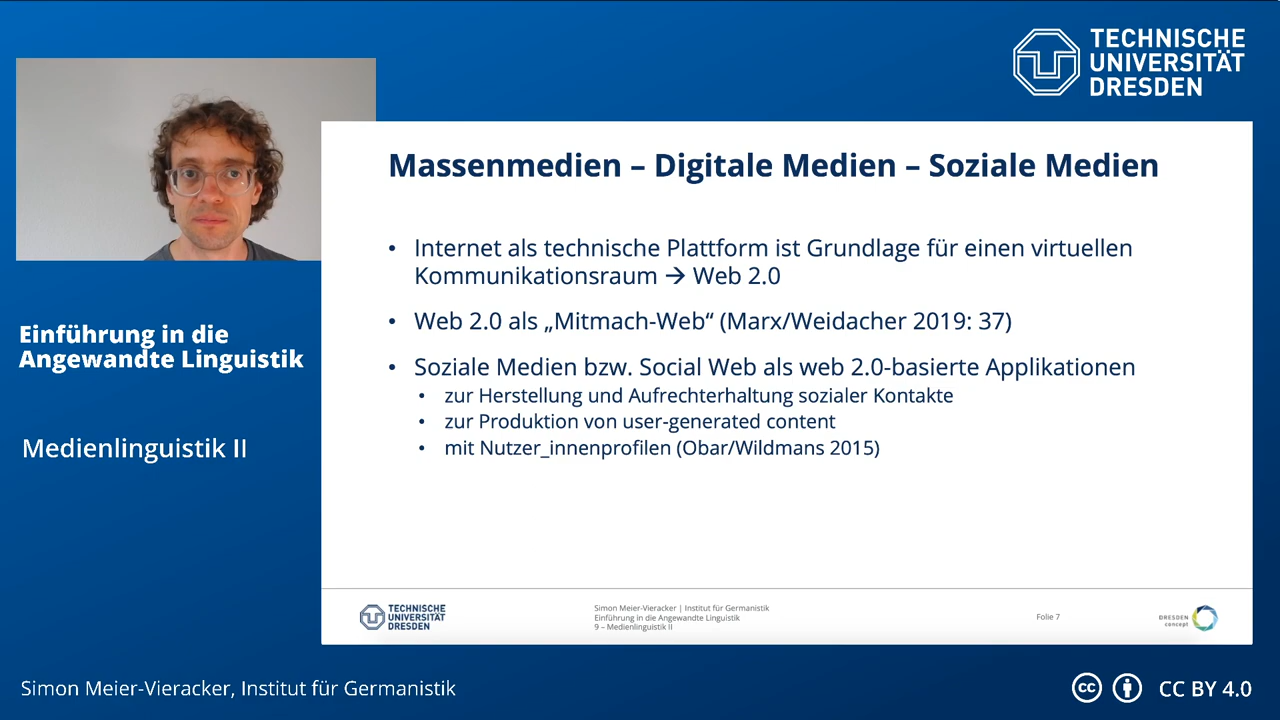 TECHNISCHE
UNIVERSITÄT
DRESDEN
Massenmedien – Digitale Medien – Soziale Medien
• Internet als technische Plattform ist Grundlage für einen virtuellen
Kommunikationsraum → Web 2.0
• Web 2.0 als „Mitmach-Web“ (Marx/Weidacher 2019: 37)
• Soziale Medien bzw. Social Web als web 2.0-basierte Applikationen
• zur Herstellung und Aufrechterhaltung sozialer Kontakte
• zur Produktion von user-generated content
• mit Nutzer_innenprofilen (Obar/Wildmans 2015)
Einführung in die
Angewandte Linguistik
Medienlinguistik II
TECHNISCHE
UNIVERSITÄT
DRESDEN
Simon Meier-Vieracker | Institut für Germanistik
Einführung in die Angewandte Linguistik
9 – Medienlinguistik II
Folie 7
DRESDEN
concept
Simon Meier-Vieracker, Institut für Germanistik
cc CC BY 4.0